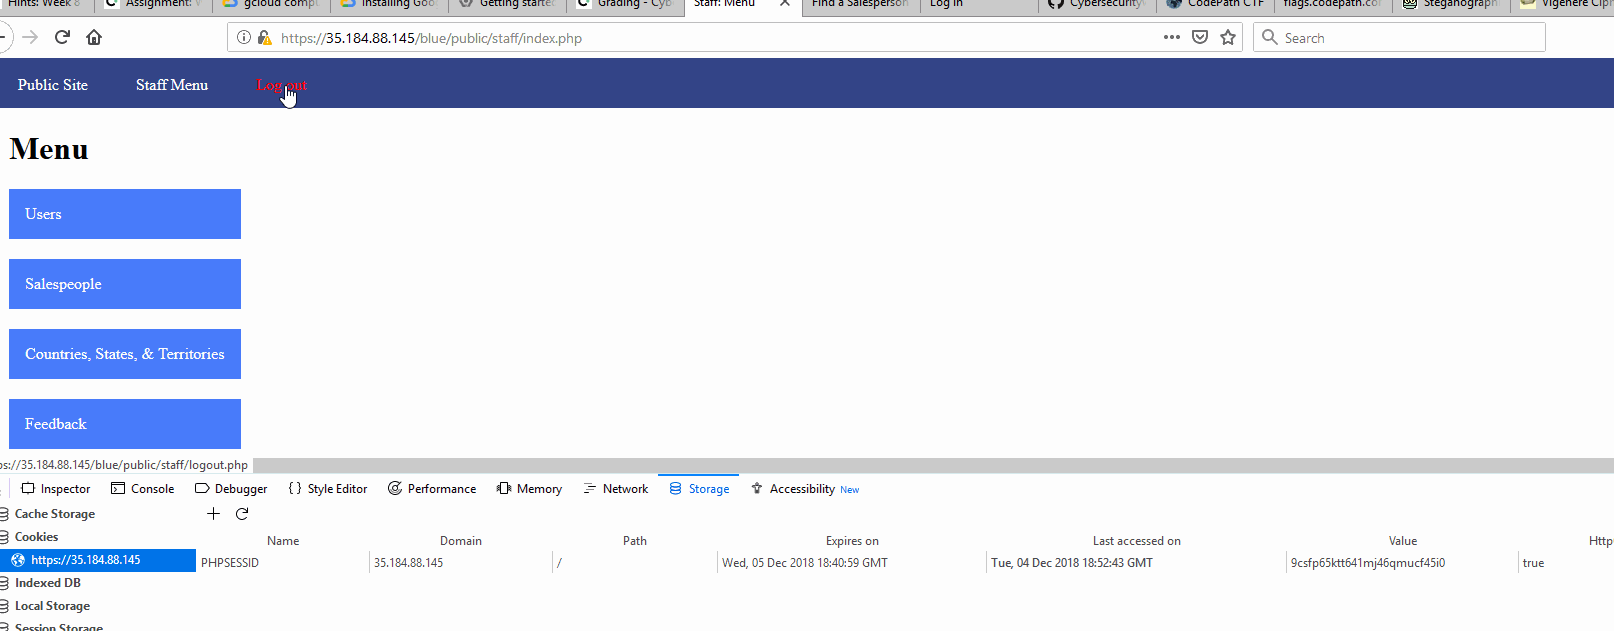 Hints: Week 8 Assignment: gcloud compu Installing Goo Getting starte Grading - Cyb Staff: Menu Find a Salesperson Log in Cybersecurity CodePath CTF flags.codepath.co Steganograph Vigenere Cip
https://35.184.88.145/blue/public/staff/index.php Search
Public Site Staff Menu Log out
Menu
Users
Salespeople
Countries, States, & Territories
Feedback
ps://35.184.88.145/blue/public/staff/logout.php
Inspector Console Debugger {} Style Editor Performance Memory Network Storage Accessibility New
Cache Storage
Cookies
Name Domain Path Expires on Last accessed on Value Http
https://35.184.88.145
PHPSESSID 35.184.88.145 / Wed, 05 Dec 2018 18:40:59 GMT Tue, 04 Dec 2018 18:52:43 GMT 9csfp65ktt641mj46qmucf45i0 true
Indexed DB
Local Storage
Session Storage